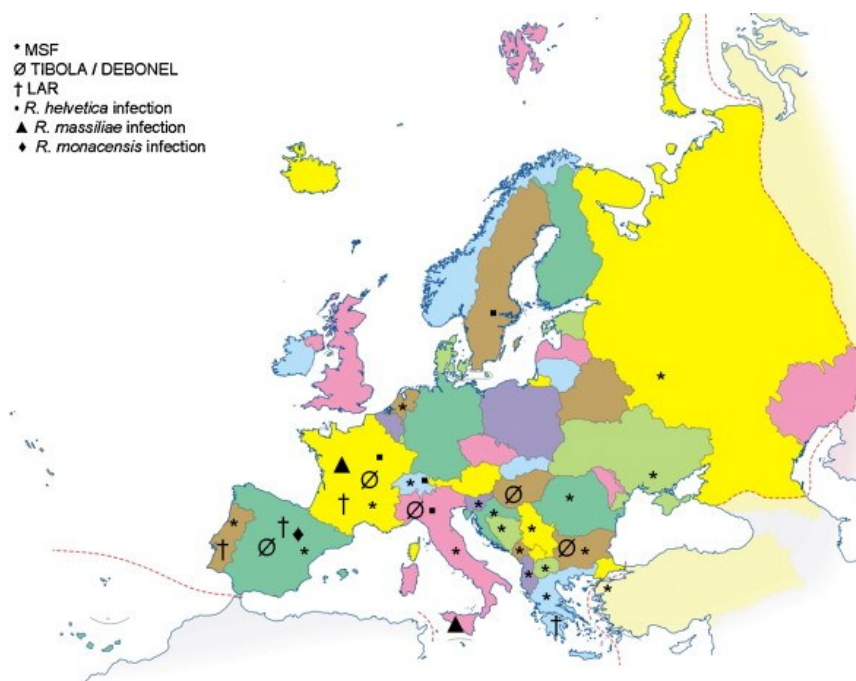 * MSF
Ø TIBOLA / DEBONEL
† LAR
▪ R. helvetica infection
▲ R. massiliae infection
♦ R. monacensis infection